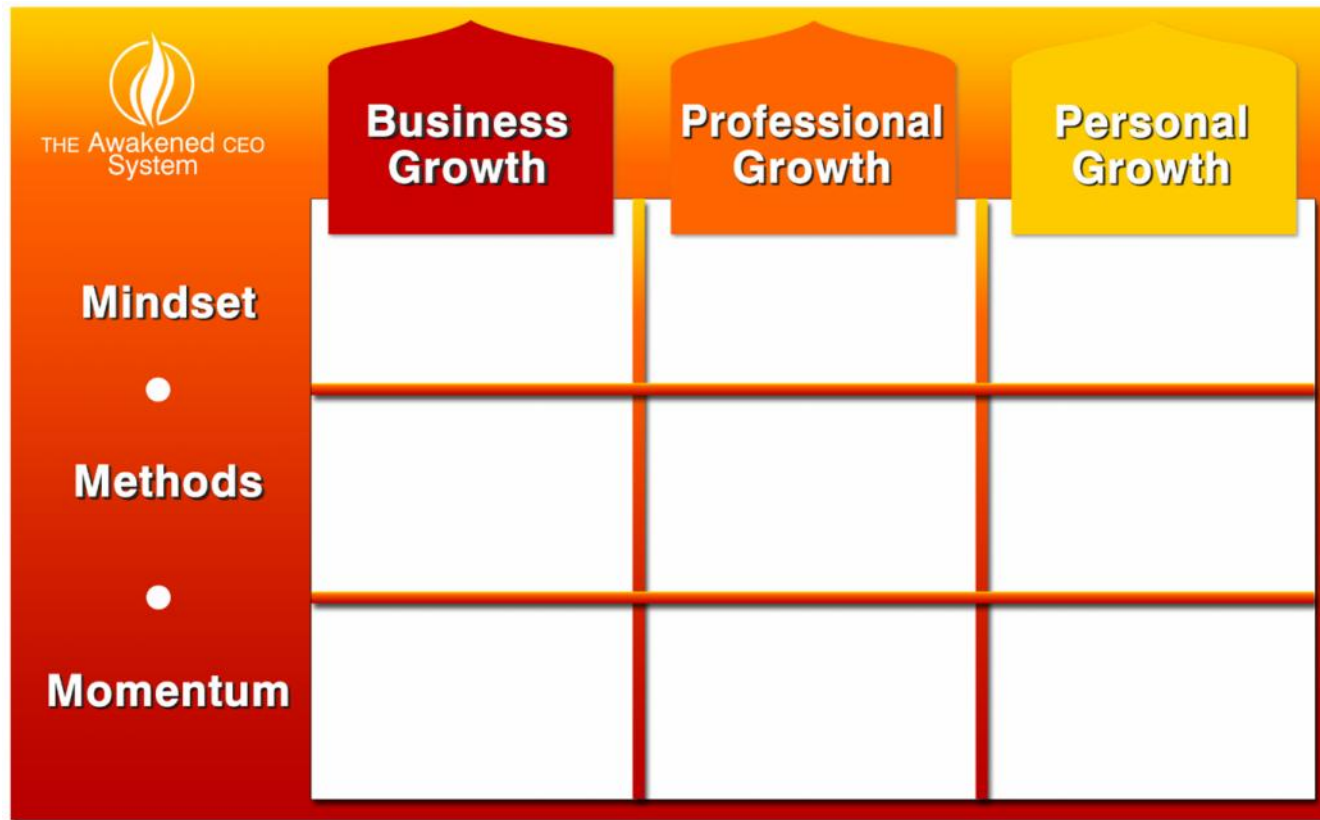 THE Awakened CEO
System
Business
Growth
Professional
Growth
Personal
Growth
Mindset
Methods
Momentum